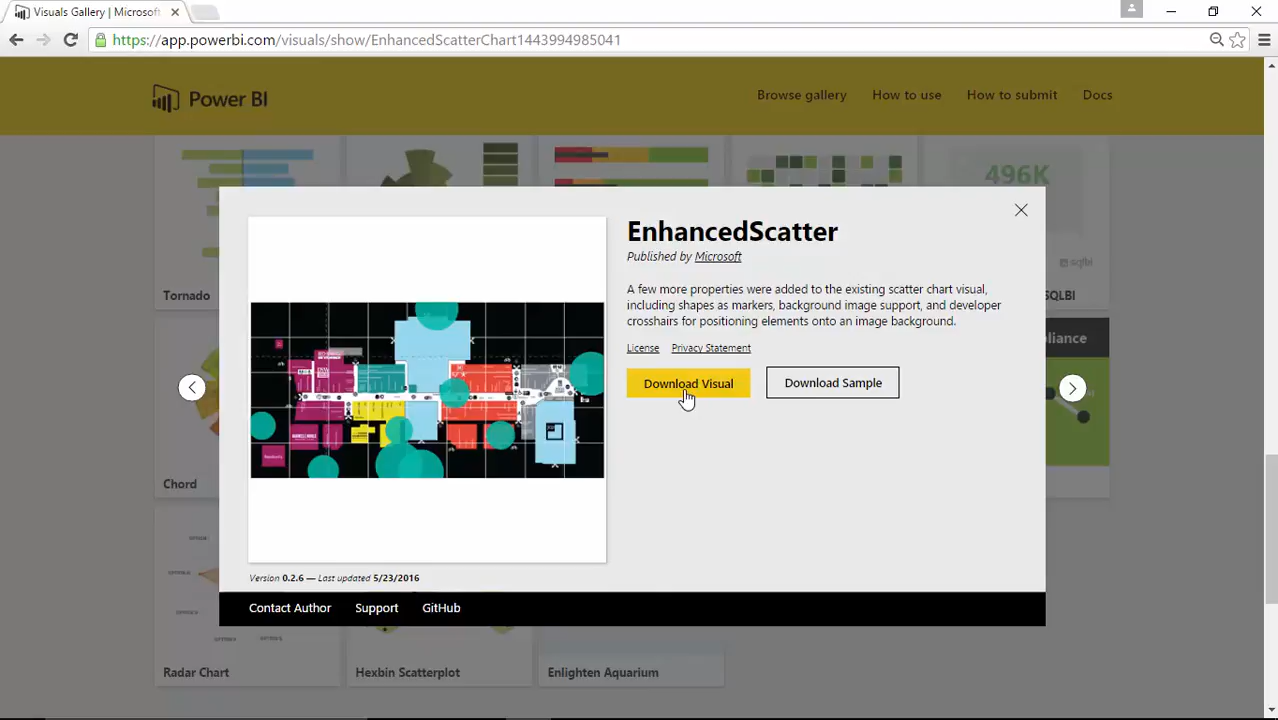 Visuals Gallery | Microsoft
https://app.powerbi.com/visuals/show/EnhancedScatterChart1443994985041
Power BI
Browse gallery
How to use
How to submit
Docs
496K
sqlbi
Tornado
SQLBI
EnhancedScatter
Published by Microsoft
A few more properties were added to the existing scatter chart visual,
including shapes as markers, background image support, and developer
crosshairs for positioning elements onto an image background.
License Privacy Statement
Download Visual
Download Sample
Chord
Version 0.2.6 — Last updated 5/23/2016
Contact Author
Support
GitHub
Radar Chart
Hexbin Scatterplot
Enlighten Aquarium